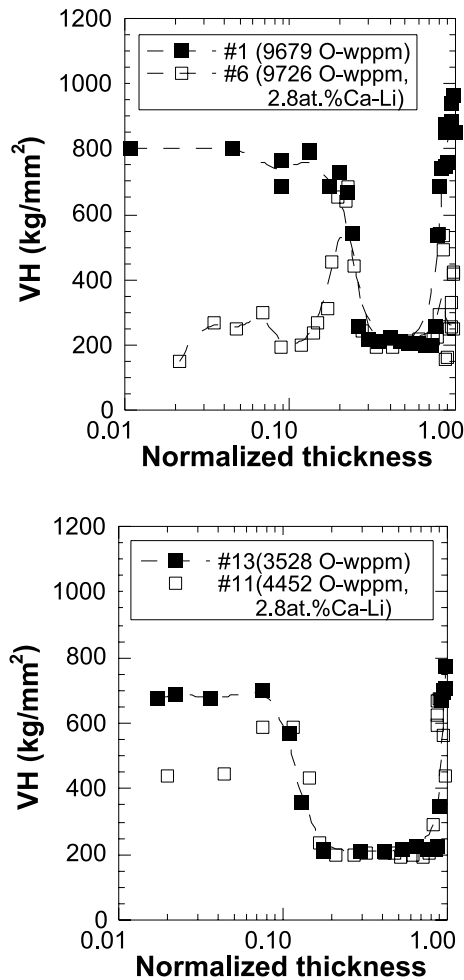 1200
1000
800
600
400
200
0
VH (kg/mm²)
#1 (9679 O-wppm)
#6 (9726 O-wppm,
2.8at.%Ca-Li)
0.01
0.10
1.00
Normalized thickness
1200
1000
800
600
400
200
0
VH (kg/mm²)
#13(3528 O-wppm)
#11(4452 O-wppm,
2.8at.%Ca-Li)
0.01
0.10
1.00
Normalized thickness